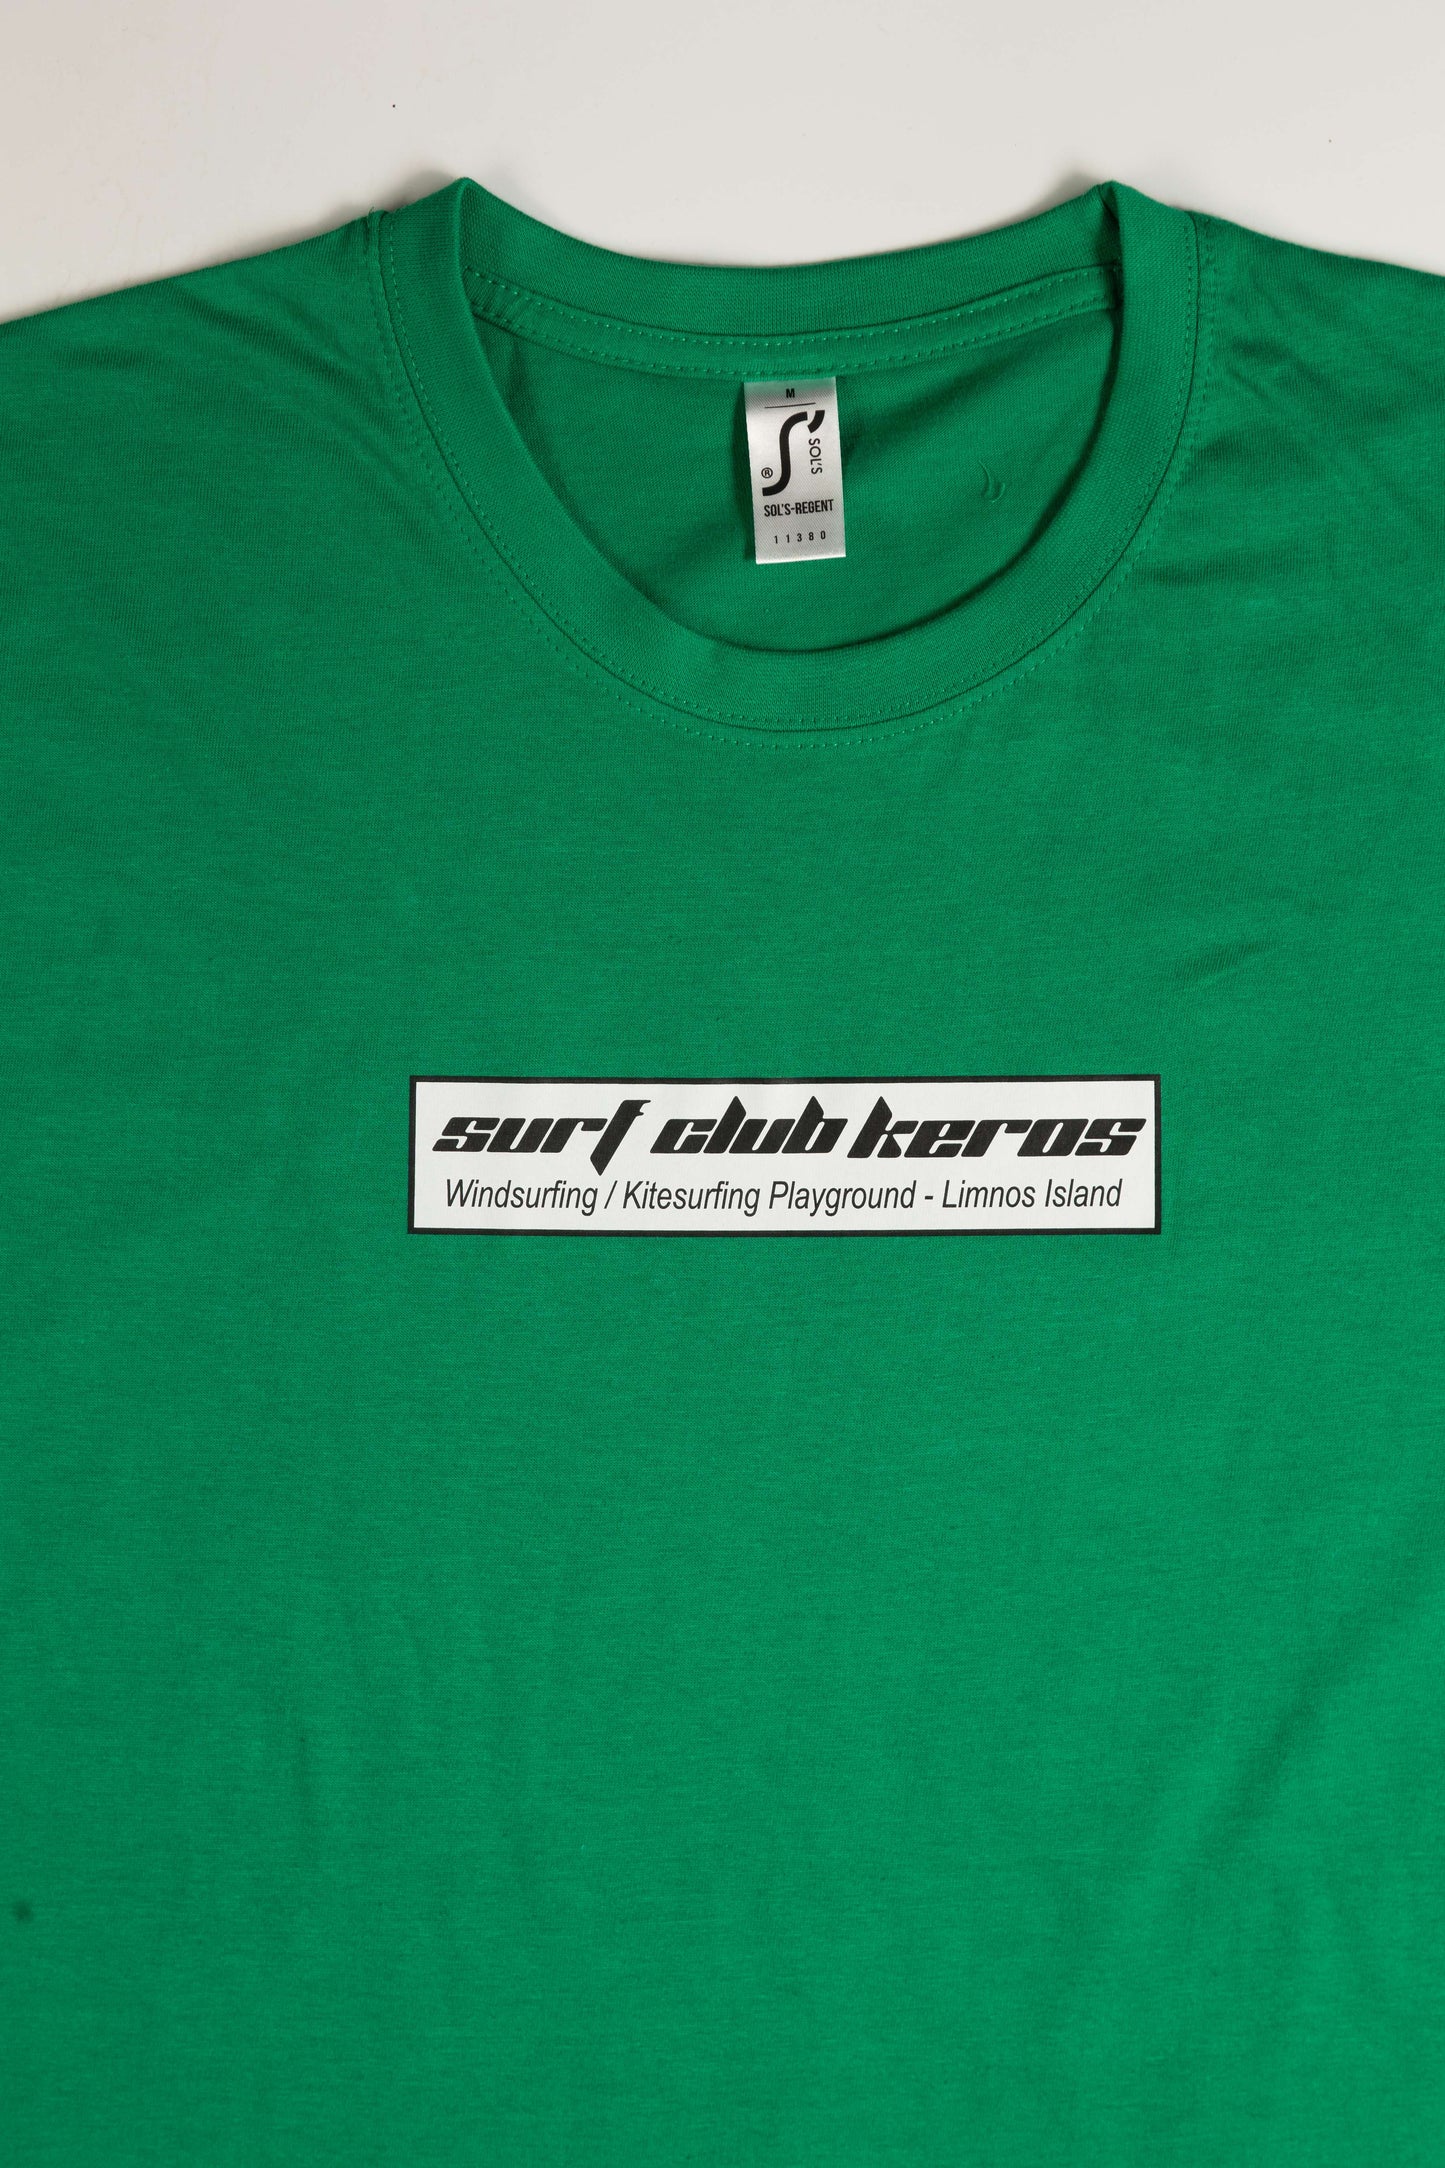 M
SOL'S
®
SOL'S-REGENT
11380
surf club keros
Windsurfing / Kitesurfing Playground - Limnos Island